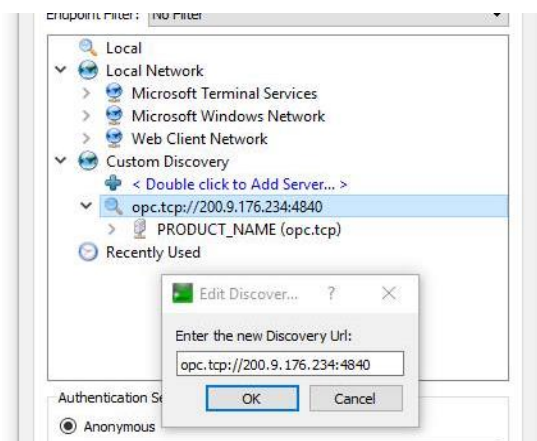 Endpoint Filter: No Filter
Local
Local Network
Microsoft Terminal Services
Microsoft Windows Network
Web Client Network
Custom Discovery
< Double click to Add Server... >
opc.tcp://200.9.176.234:4840
PRODUCT_NAME (opc.tcp)
Recently Used
Edit Discover... ?
Enter the new Discovery Url:
opc.tcp://200.9.176.234:4840
OK Cancel
Authentication Se
Anonymous